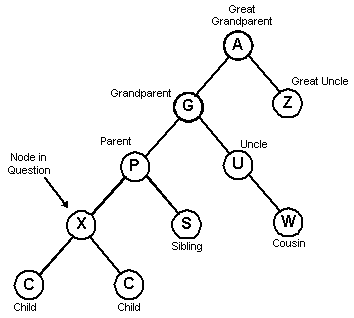 Great
Grandparent
A
Great Uncle
Grandparent
Z
G
Parent
Uncle
Node in
Question
P
U
X
S
W
Sibling
Cousin
C
C
Child
Child